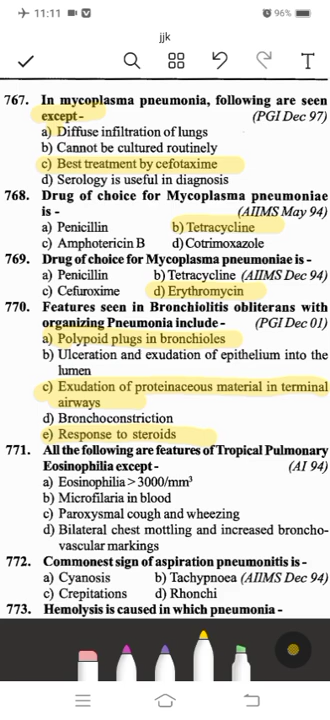 11:11
96%
jjk
T
767. In mycoplasma pneumonia, following are seen
except - (PGI Dec 97)
a) Diffuse infiltration of lungs
b) Cannot be cultured routinely
c) Best treatment by cefotaxime
d) Serology is useful in diagnosis
768. Drug of choice for Mycoplasma pneumoniae
is - (AIIMS May 94)
a) Penicillin b) Tetracycline
c) Amphotericin B d) Cotrimoxazole
769. Drug of choice for Mycoplasma pneumoniae is -
a) Penicillin b) Tetracycline (AIIMS Dec 94)
c) Cefuroxime d) Erythromycin
770. Features seen in Bronchiolitis obliterans with
organizing Pneumonia include - (PGI Dec 01)
a) Polypoid plugs in bronchioles
b) Ulceration and exudation of epithelium into the
lumen
c) Exudation of proteinaceous material in terminal
airways
d) Bronchoconstriction
e) Response to steroids
771. All the following are features of Tropical Pulmonary
Eosinophilia except - (AI 94)
a) Eosinophilia > 3000/mm³
b) Microfilaria in blood
c) Paroxysmal cough and wheezing
d) Bilateral chest mottling and increased broncho-
vascular markings
772. Commonest sign of aspiration pneumonitis is -
a) Cyanosis b) Tachypnoea (AIIMS Dec 94)
c) Crepitations d) Rhonchi
773. Hemolysis is caused in which pneumonia -